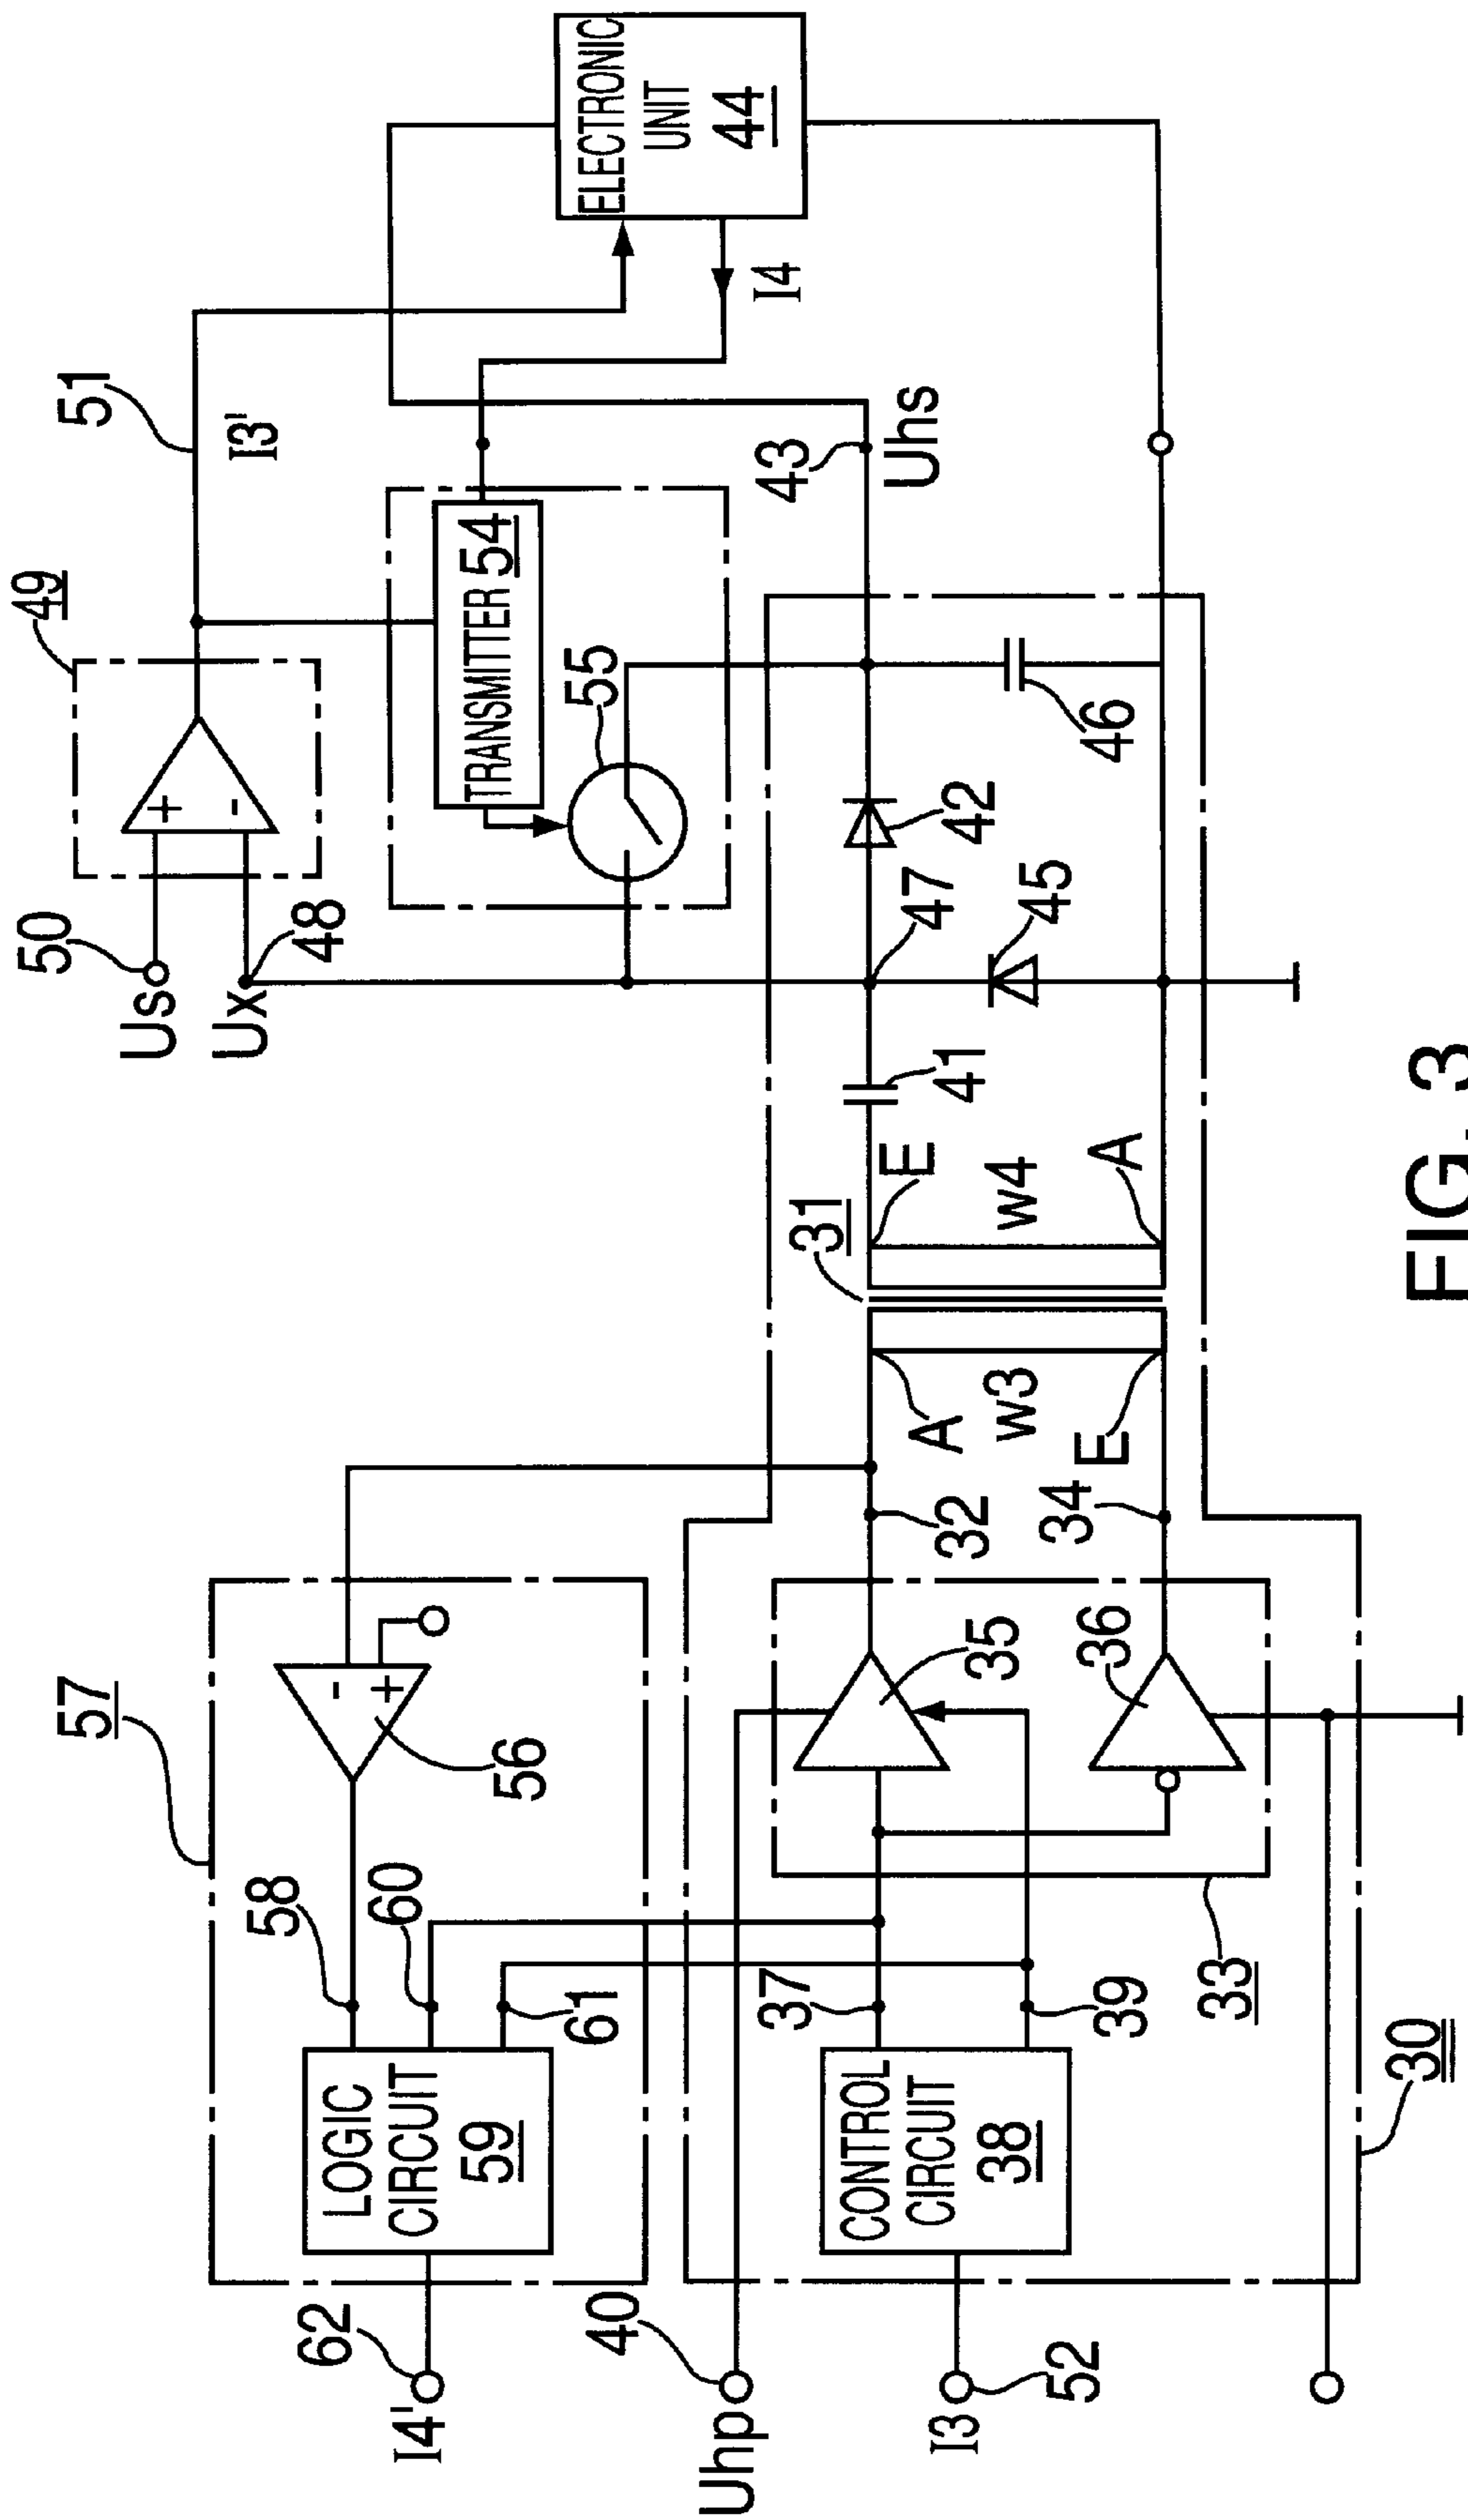 49
51
50
Us
+
-
I3'
Ux
48
57
TRANSMITTER
54
ELECTRONIC
UNIT
44
I4
55
-
+
56
58
60
61
LOGIC
CIRCUIT
59
62
I4'
43
Uhs
42
47
45
46
41
31
E
w4
A
A
w3
E
32
34
35
36
37
39
33
CONTROL
CIRCUIT
38
40
Uhp
I3
52
30
FIG. 3